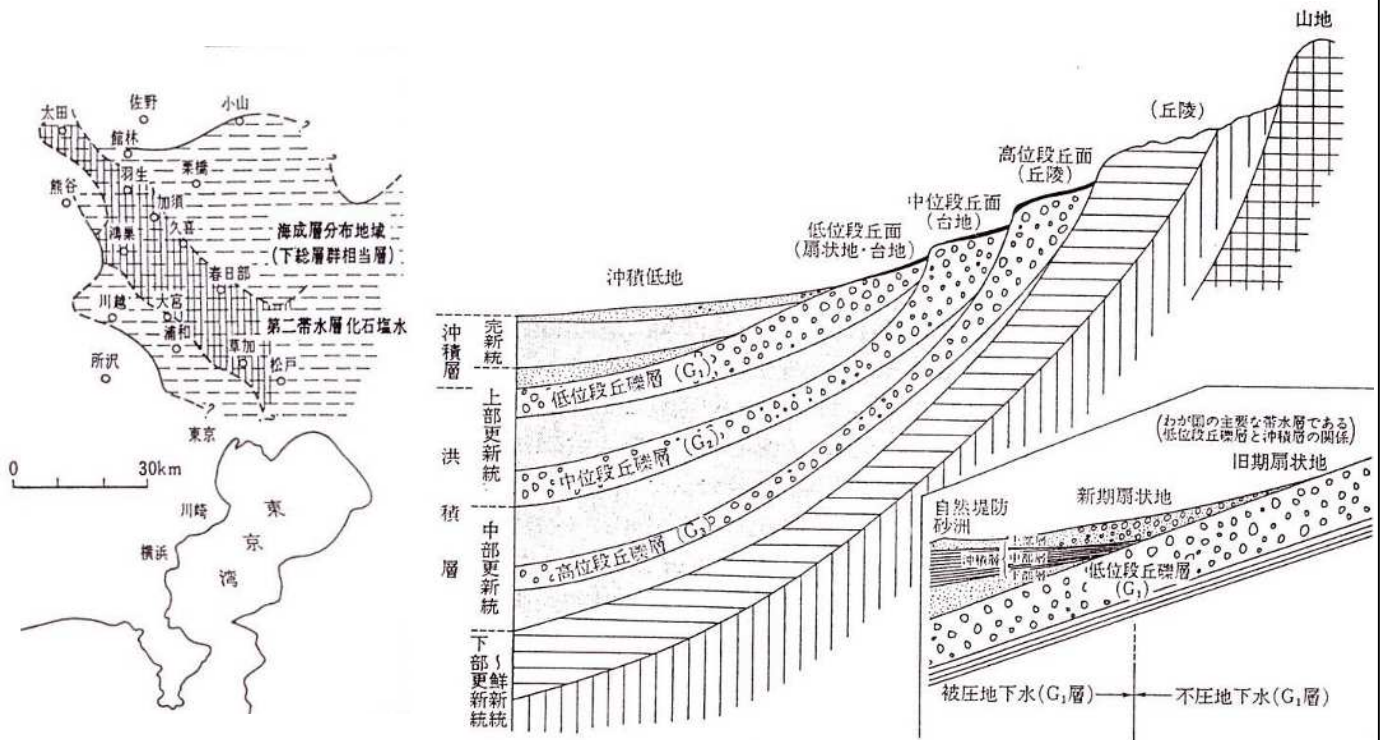 佐野
小山
太田
館林
栗橋
羽生
熊谷
加須
鴻巣
久喜
海成層分布地域
(下総層群相当層)
春日部
川越
大宮
第二帯水層化石塩水
浦和
草加
松戸
所沢
東京
0 30km
川崎
横浜
東京湾
山地
(丘陵)
高位段丘面
(丘陵)
中位段丘面
(台地)
低位段丘面
(扇状地・台地)
沖積低地
沖積層
完新統
低位段丘礫層(G₁)
上部更新統
洪積層
中位段丘礫層(G₂)
中部更新統
高位段丘礫層(G₃)
下部更新統〜鮮新統
(わが国の主要な帯水層である
低位段丘礫層と沖積層の関係)
旧期扇状地
新期扇状地
自然堤防
砂洲
上部層
沖積層
中部層
下部層
低位段丘礫層
(G₁)
被圧地下水(G₁層)
不圧地下水(G₁層)